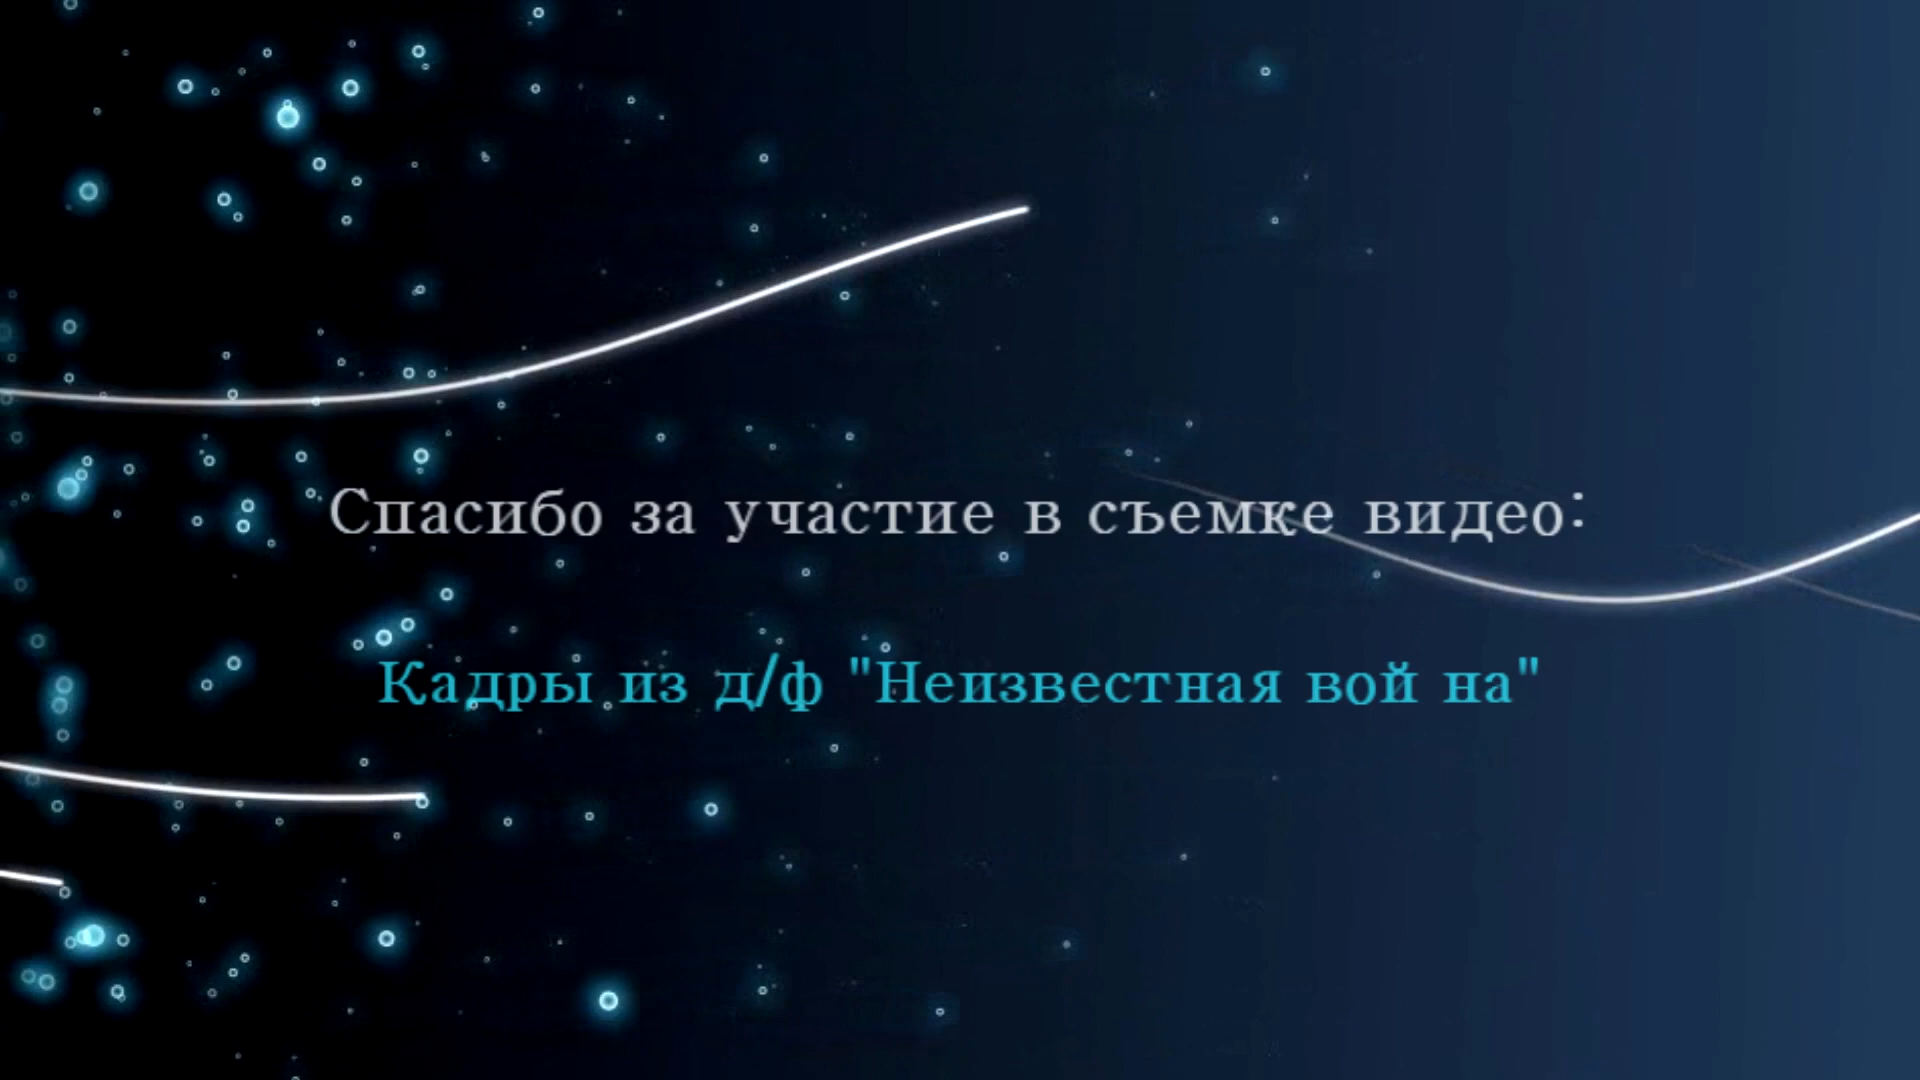 Спасибо за участие в съемке видео:
Кадры из д/ф "Неизвестная вой на"